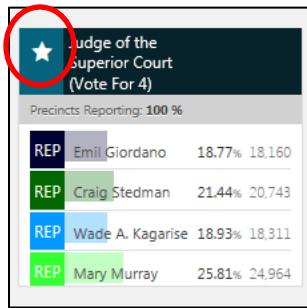 Judge of the
Superior Court
(Vote For 4)
Precincts Reporting: 100 %
REP Emil Giordano 18.77% 18,160
REP Craig Stedman 21.44% 20,743
REP Wade A. Kagarise 18.93% 18,311
REP Mary Murray 25.81% 24,964